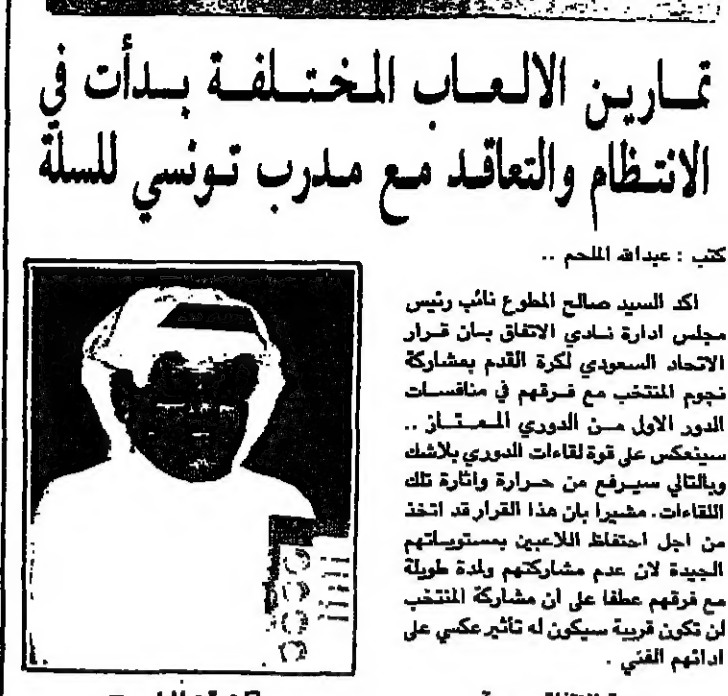 تمارين الالعاب المختلفة بدأت في
الانتظام والتعاقد مع مدرب تونسي للسلة
كتب : عبدالله الملحم ..
اكد السيد صالح المطوع نائب رئيس
مجلس ادارة نادي الاتفاق بان قرار
الاتحاد السعودي لكرة القدم بمشاركة
نجوم المنتخب مع فرقهم في منافسات
الدور الاول من الدوري الممتاز ..
سينعكس على قوة لقاءات الدوري بلاشك
وبالتالي سيرفع من حرارة واثارة تلك
اللقاءات . مشيرا بان هذا القرار قد اتخذ
من اجل احتفاظ اللاعبين بمستوياتهم
الجيدة لان عدم مشاركتهم ولمدة طويلة
مع فرقهم عطفا على ان مشاركة المنتخب
لن تكون قريبة سيكون له تأثير عكسي على
ادائهم الفني .